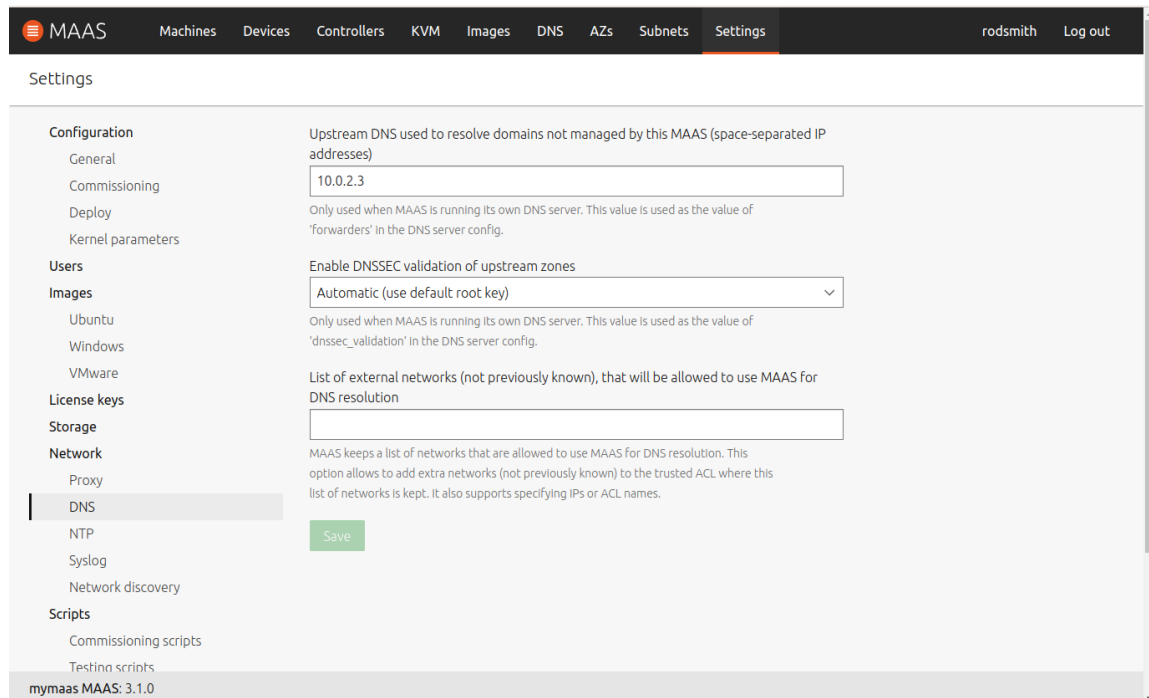 MAAS Machines Devices Controllers KVM Images DNS AZs Subnets Settings rodsmith Log out
Settings
Configuration
General
Commissioning
Deploy
Kernel parameters
Users
Images
Ubuntu
Windows
VMware
License keys
Storage
Network
Proxy
DNS
NTP
Syslog
Network discovery
Scripts
Commissioning scripts
Testing scripts
Upstream DNS used to resolve domains not managed by this MAAS (space-separated IP
addresses)
10.0.2.3
Only used when MAAS is running its own DNS server. This value is used as the value of
'forwarders' in the DNS server config.
Enable DNSSEC validation of upstream zones
Automatic (use default root key)
Only used when MAAS is running its own DNS server. This value is used as the value of
'dnssec_validation' in the DNS server config.
List of external networks (not previously known), that will be allowed to use MAAS for
DNS resolution
MAAS keeps a list of networks that are allowed to use MAAS for DNS resolution. This
option allows to add extra networks (not previously known) to the trusted ACL where this
list of networks is kept. It also supports specifying IPs or ACL names.
Save
mymaas MAAS: 3.1.0